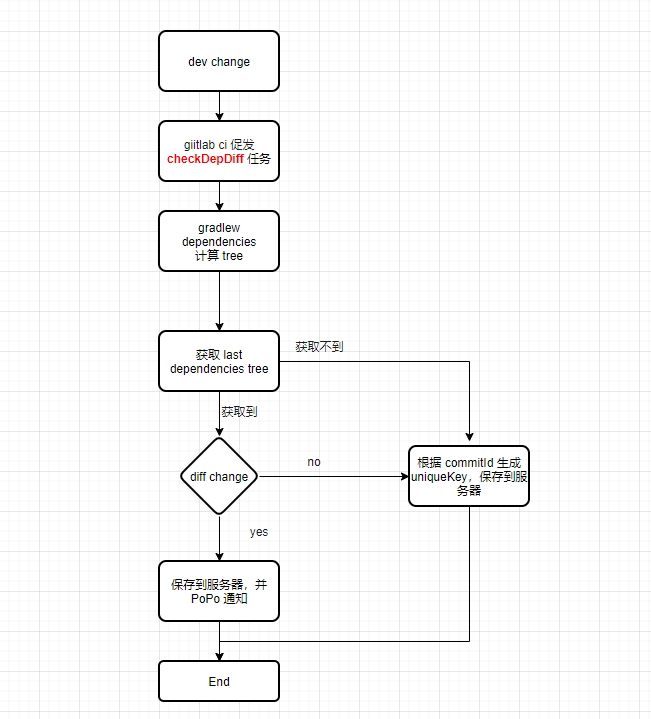 dev change
giitlab ci 促发
checkDepDiff 任务
gradlew
dependencies
计算 tree
获取 last
dependencies tree
获取不到
获取到
diff change
no
根据 commitId 生成
uniqueKey，保存到服
务器
yes
保存到服务器，并
PoPo 通知
End